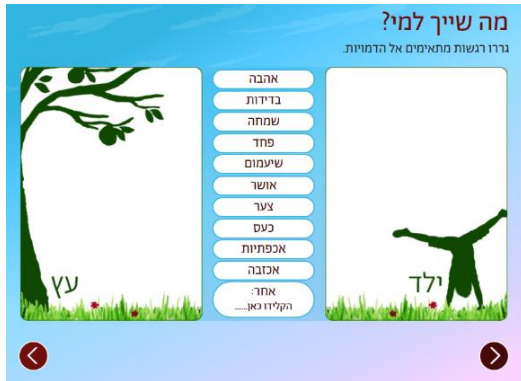 מה שייך למי?
גררו רגשות מתאימים אל הדמויות.
ילד
אהבה
בדידות
שמחה
פחד
שיעמום
אושר
צער
כעס
אכפתיות
אכזבה
אחר:
הקלידו כאן.....
עץ